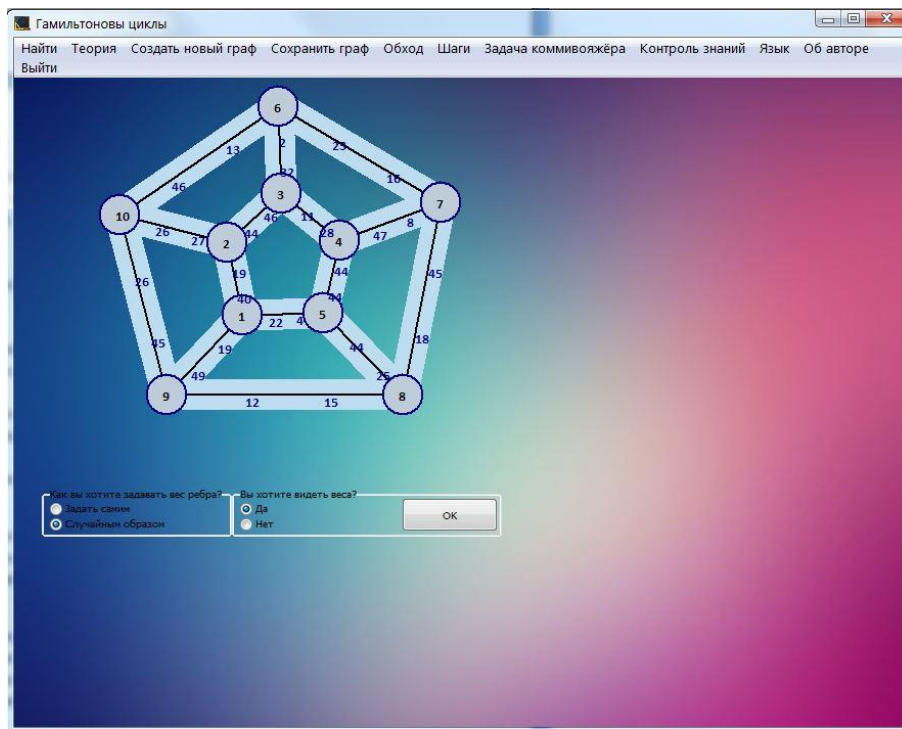 Гамильтоновы циклы
Найти Теория Создать новый граф Сохранить граф Обход Шаги Задача коммивояжёра Контроль знаний Язык Об авторе
Выйти
6
13 2 23
46 32 16
3
10 46 11 7
26 27 44 28 47 8
2 4
26 19 44 45
40 44
1 22 4 5
45 19 44 18
49 25
9 12 15 8
Как вы хотите задавать вес ребра? Вы хотите видеть веса?
Задать самим Да ОК
Случайным образом Нет